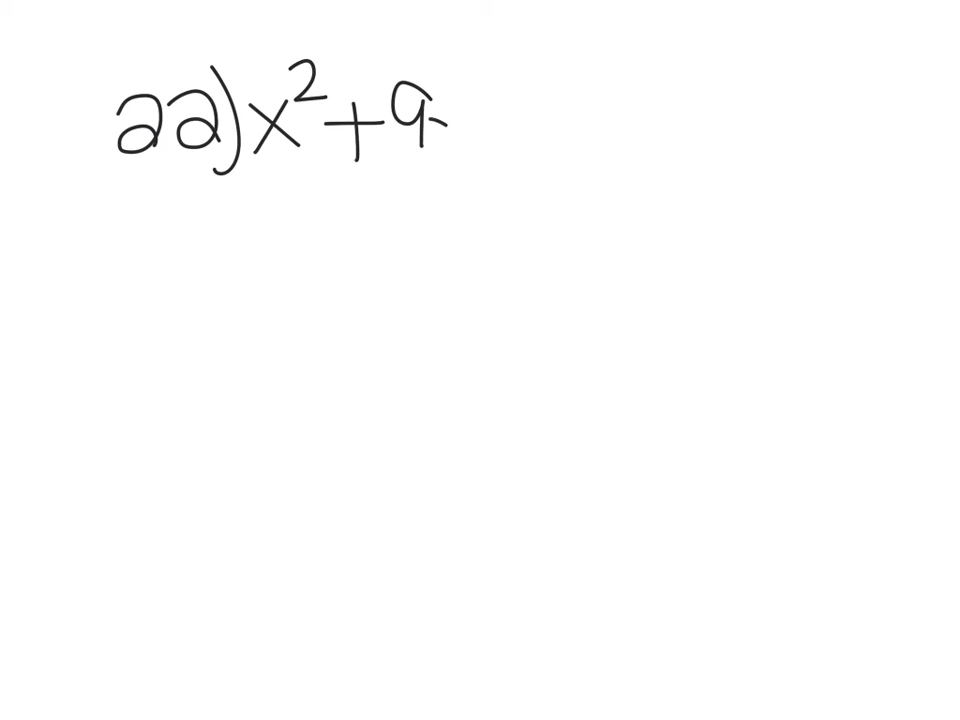 22) x² + 9